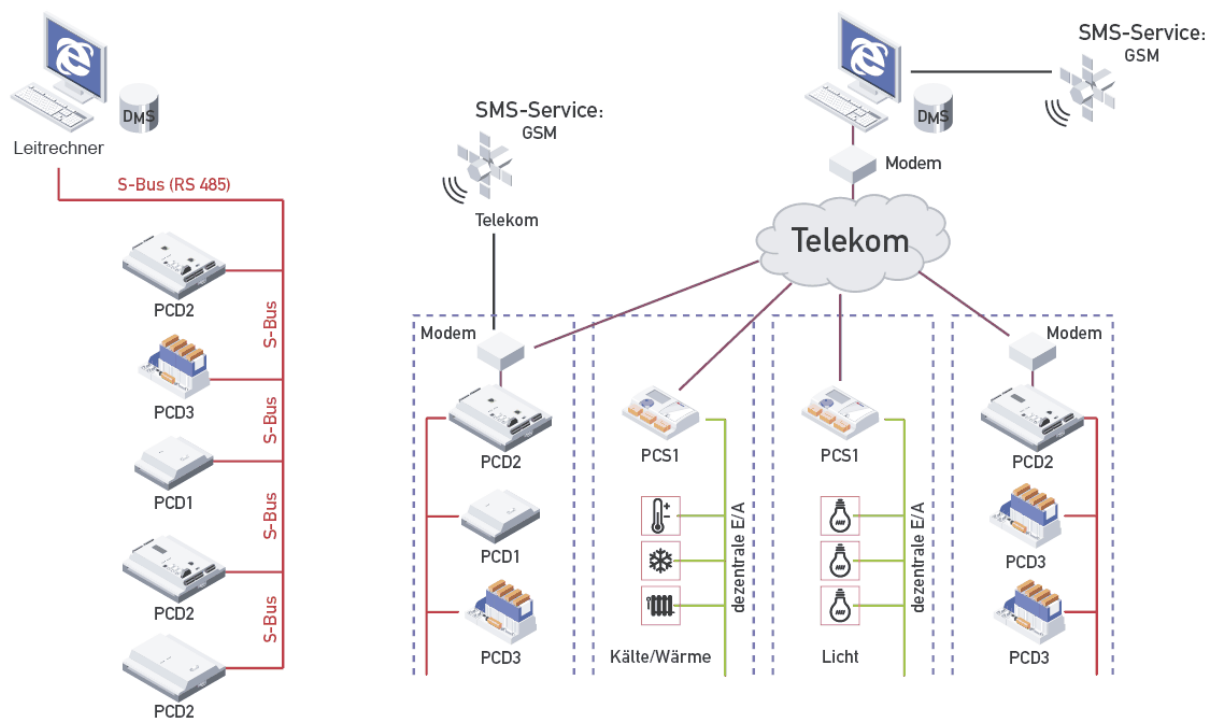 DMS
Leitrechner
S-Bus (RS 485)
PCD2
S-Bus
PCD3
S-Bus
PCD1
S-Bus
PCD2
S-Bus
PCD2
SMS-Service:
GSM
Telekom
DMS
SMS-Service:
GSM
Modem
Telekom
Modem
PCD2
PCD1
PCD3
PCS1
dezentrale E/A
Kälte/Wärme
PCS1
dezentrale E/A
Licht
Modem
PCD2
PCD3
PCD3